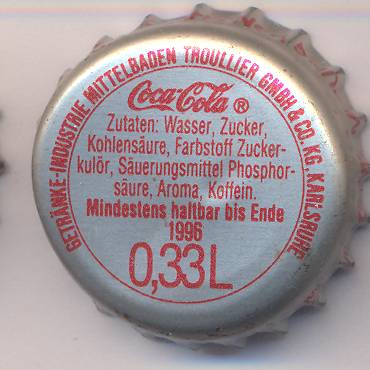 GETRÄNKE-INDUSTRIE MITTELBADEN TROULLIER GMBH & CO. KG KARLSRUHE
Coca-Cola ®
Zutaten: Wasser, Zucker,
Kohlensäure, Farbstoff Zucker-
kulör, Säuerungsmittel Phosphor-
säure, Aroma, Koffein.
Mindestens haltbar bis Ende
1996
0,33L